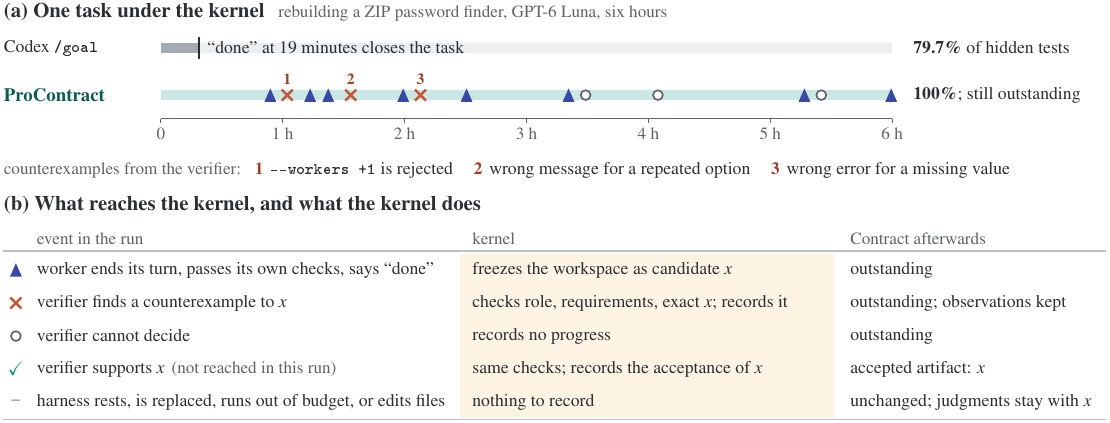 (a) One task under the kernel rebuilding a ZIP password finder, GPT-6 Luna, six hours
Codex /goal “done” at 19 minutes closes the task 79.7% of hidden tests
1 2 3
ProContract 100%; still outstanding
0 1 h 2 h 3 h 4 h 5 h 6 h
counterexamples from the verifier: 1 --workers +1 is rejected 2 wrong message for a repeated option 3 wrong error for a missing value
(b) What reaches the kernel, and what the kernel does
event in the run kernel Contract afterwards
worker ends its turn, passes its own checks, says “done” freezes the workspace as candidate x outstanding
verifier finds a counterexample to x checks role, requirements, exact x; records it outstanding; observations kept
verifier cannot decide records no progress outstanding
✓ verifier supports x (not reached in this run) same checks; records the acceptance of x accepted artifact: x
– harness rests, is replaced, runs out of budget, or edits files nothing to record unchanged; judgments stay with x